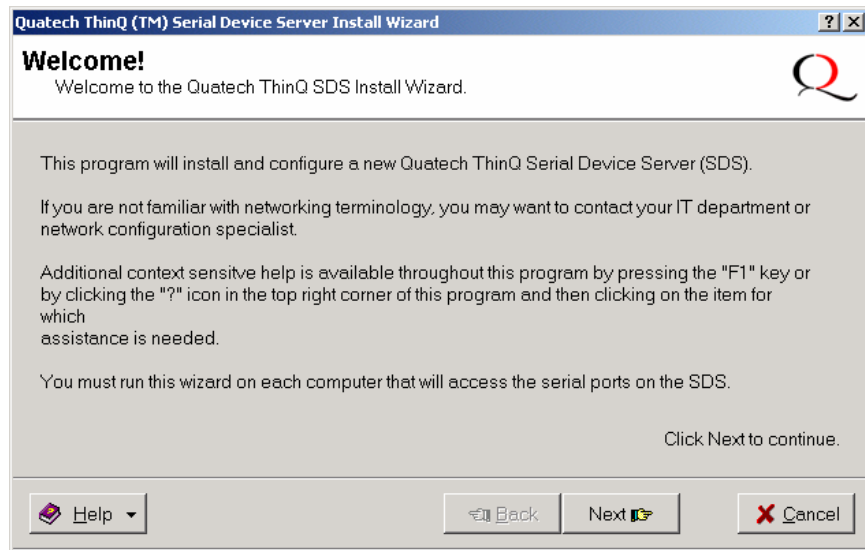 Quatech ThinQ (TM) Serial Device Server Install Wizard
Welcome!
Welcome to the Quatech ThinQ SDS Install Wizard.
This program will install and configure a new Quatech ThinQ Serial Device Server (SDS).
If you are not familiar with networking terminology, you may want to contact your IT department or
network configuration specialist.
Additional context sensitve help is available throughout this program by pressing the "F1" key or
by clicking the "?" icon in the top right corner of this program and then clicking on the item for
which
assistance is needed.
You must run this wizard on each computer that will access the serial ports on the SDS.
Click Next to continue.
Help
Back
Next
Cancel